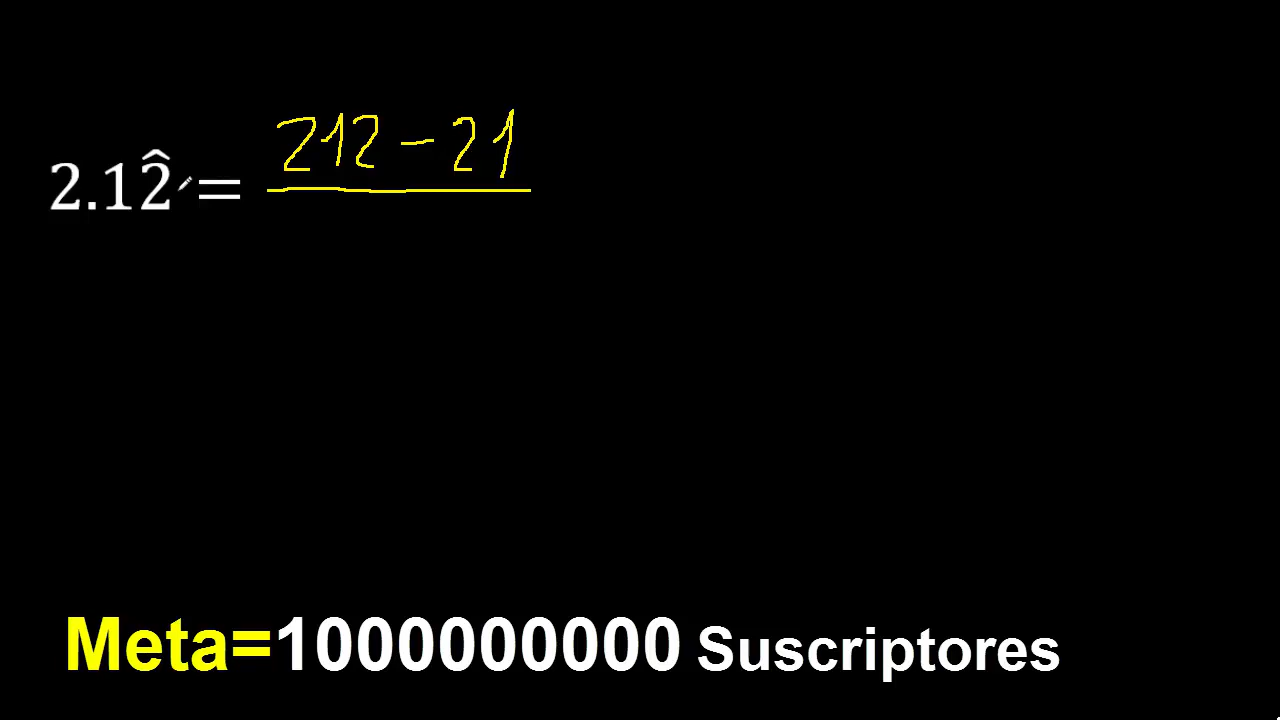 212 - 21
2.12̂ =
Meta=1000000000 Suscriptores